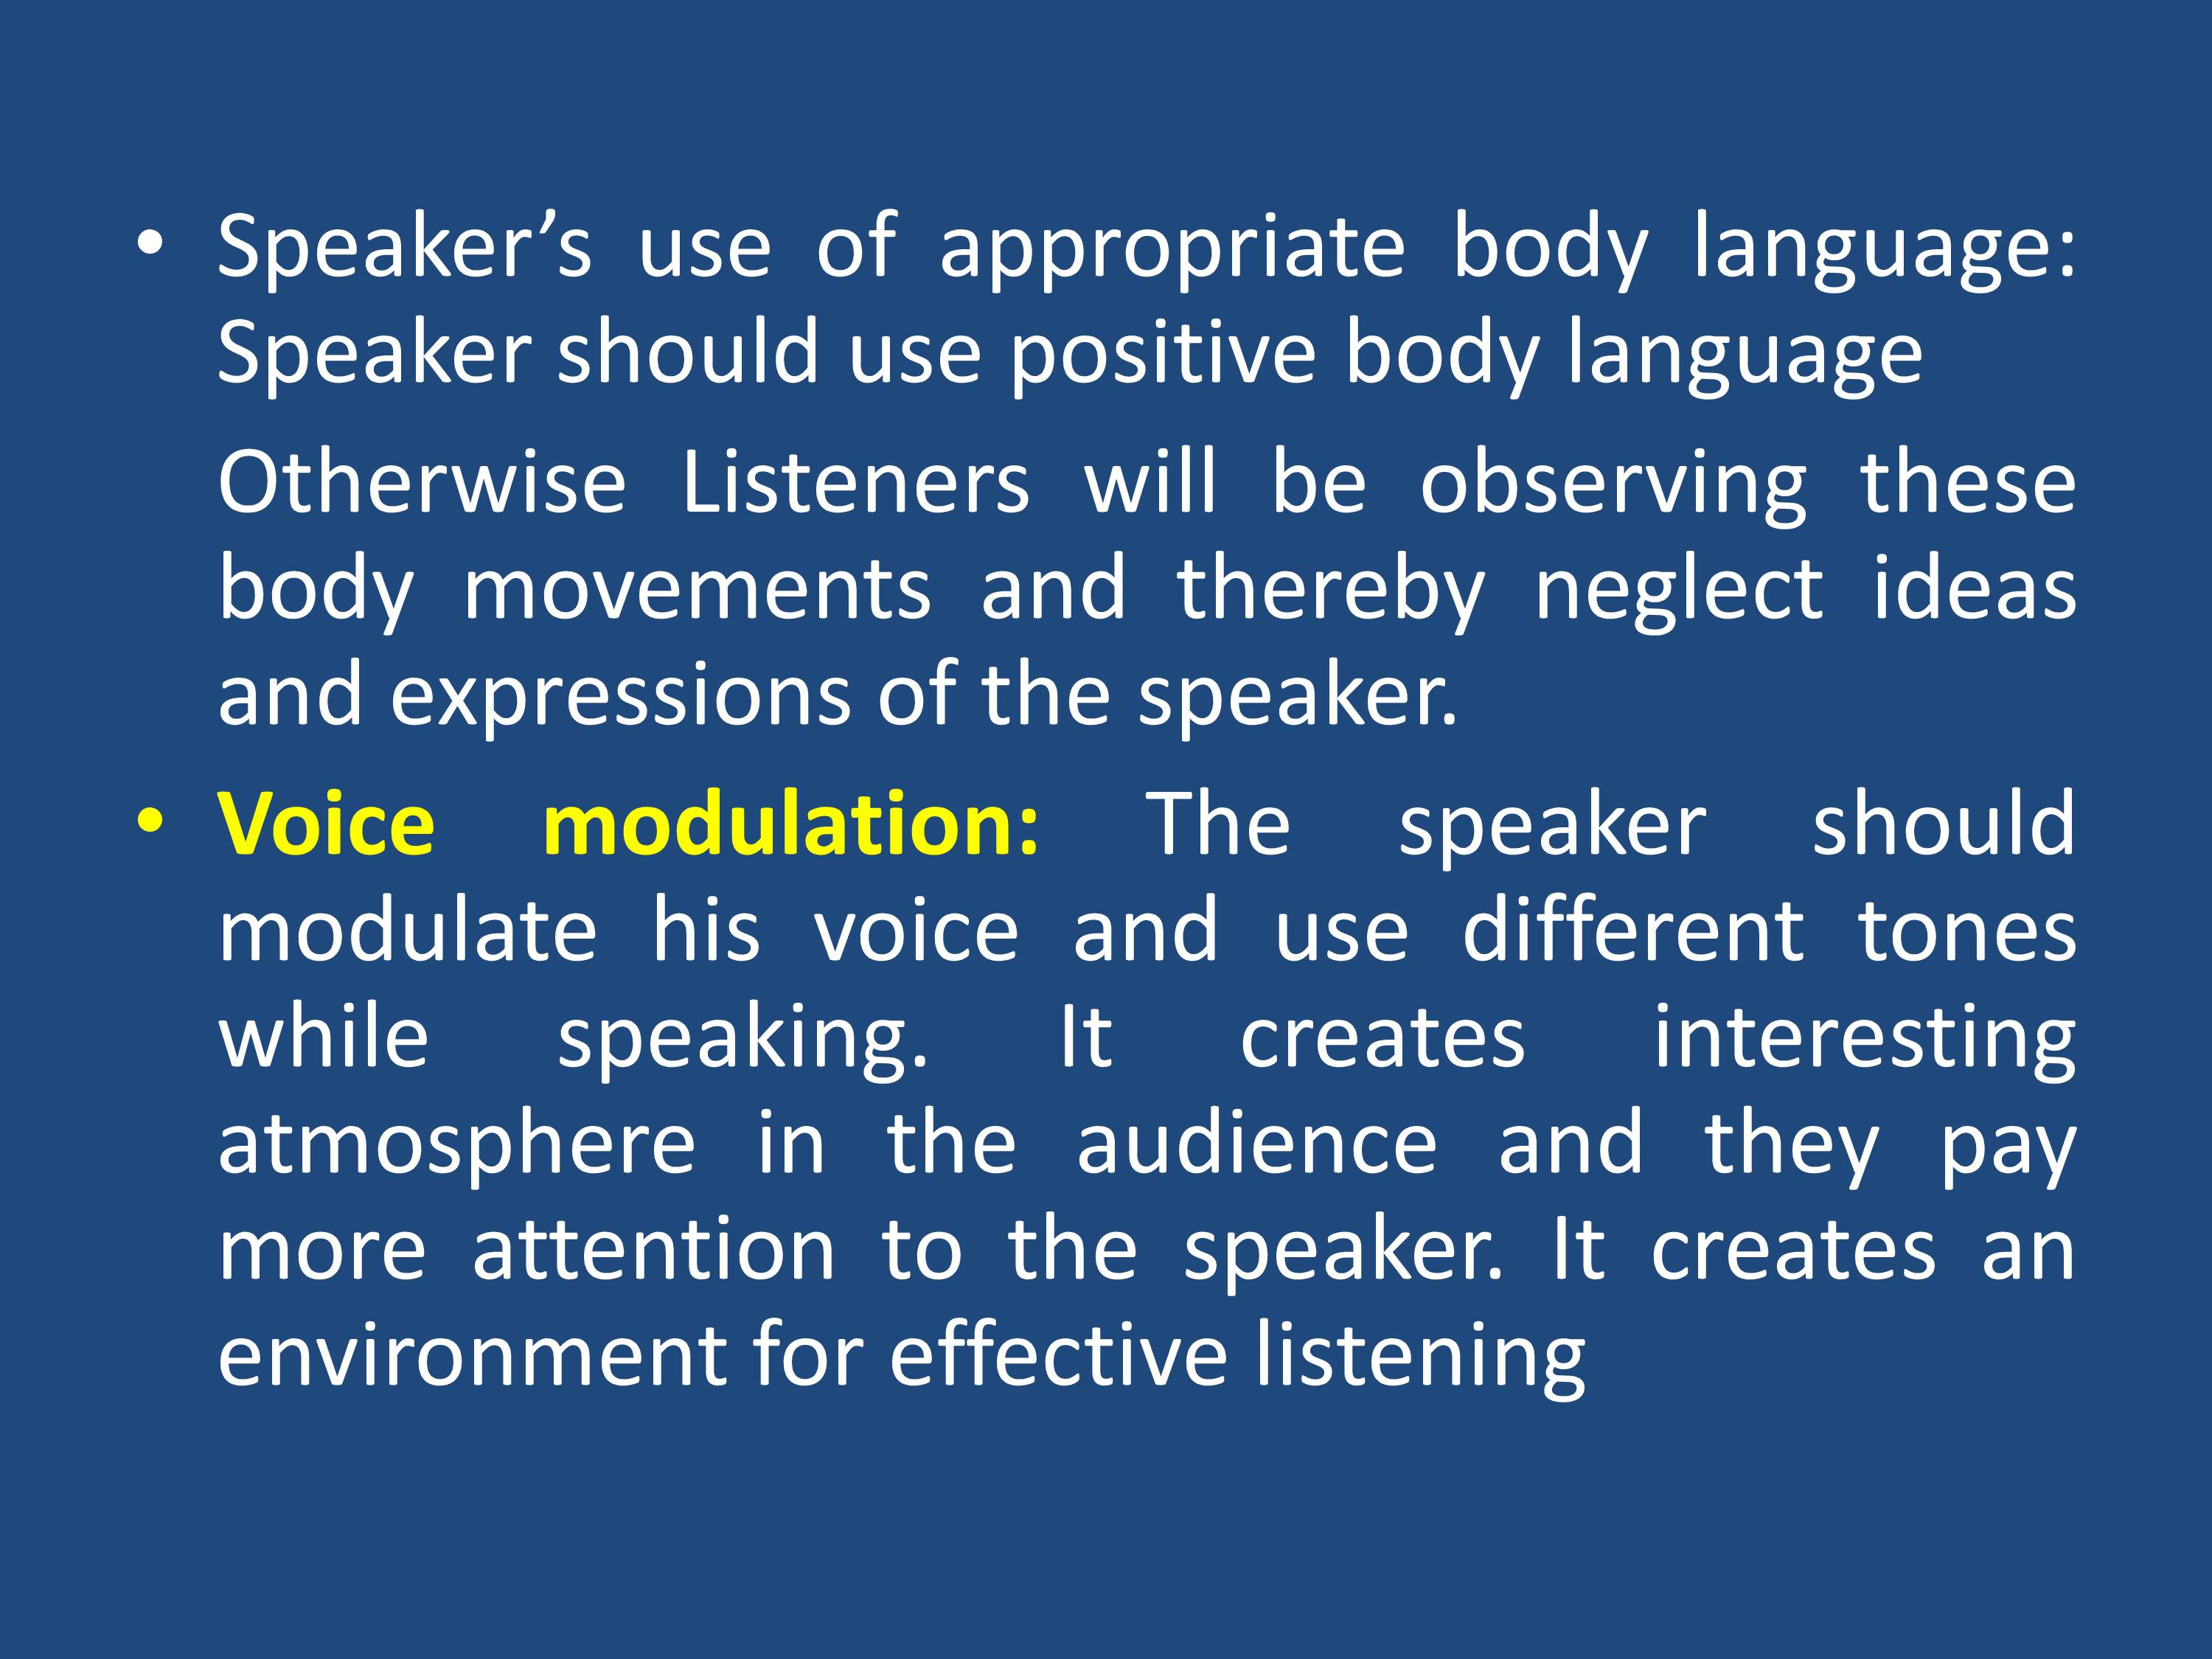 • Speaker’s use of appropriate body language:
Speaker should use positive body language
Otherwise Listeners will be observing these
body movements and thereby neglect ideas
and expressions of the speaker.
• Voice modulation: The speaker should
modulate his voice and use different tones
while speaking. It creates interesting
atmosphere in the audience and they pay
more attention to the speaker. It creates an
environment for effective listening